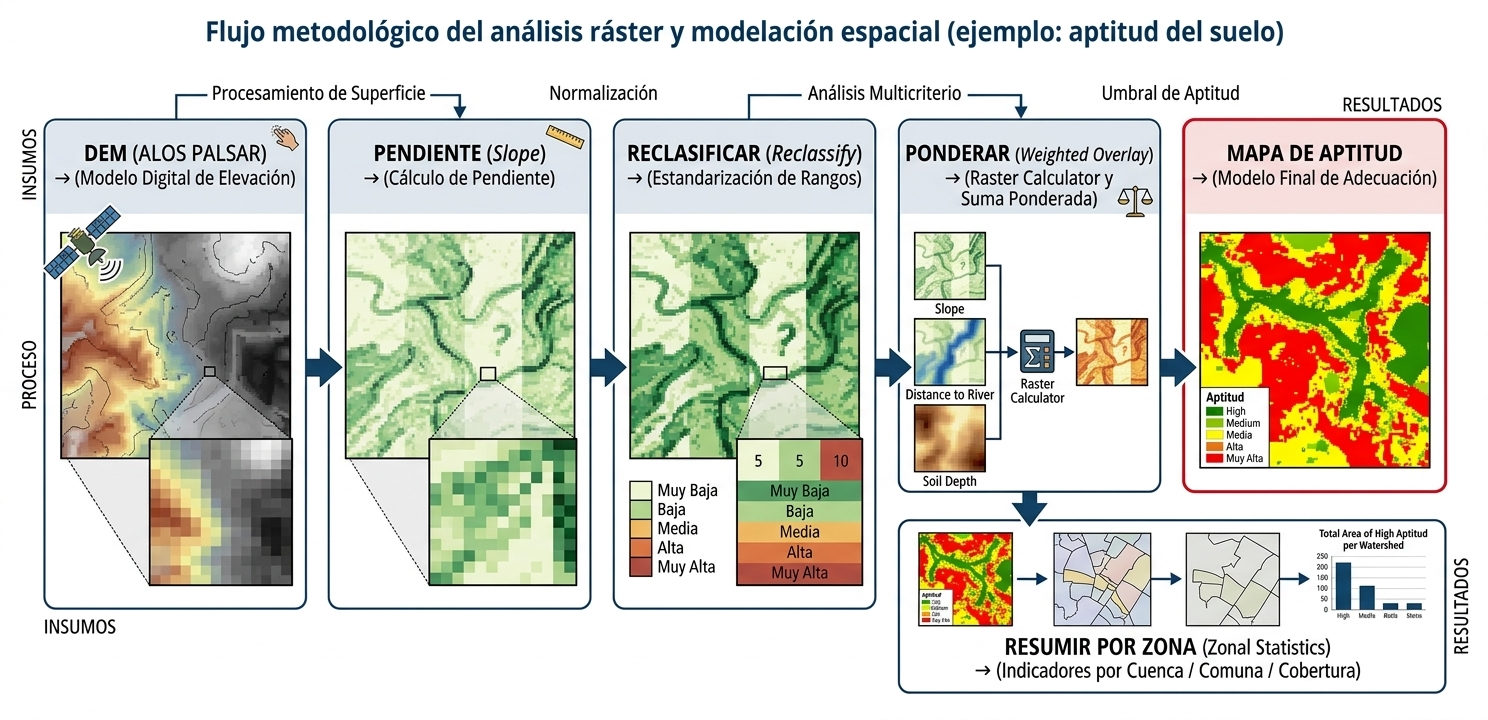 Flujo metodológico del análisis ráster y modelación espacial (ejemplo: aptitud del suelo)
Procesamiento de Superficie
Normalización
Análisis Multicriterio
Umbral de Aptitud
RESULTADOS
INSUMOS
PROCESO
DEM (ALOS PALSAR)
→ (Modelo Digital de Elevación)
INSUMOS
PENDIENTE (Slope)
→ (Cálculo de Pendiente)
?
RECLASIFICAR (Reclassify)
→ (Estandarización de Rangos)
?
5 5 10
Muy Baja
Baja
Media
Alta
Muy Alta
Muy Baja
Baja
Media
Alta
Muy Alta
PONDERAR (Weighted Overlay)
→ (Raster Calculator y
Suma Ponderada)
?
Slope
Distance to River
Soil Depth
Σ
Raster
Calculator
?
MAPA DE APTITUD
→ (Modelo Final de Adecuación)
Aptitud
High
Medium
Media
Alta
Muy Alta
Aptitud
Total Area of High Aptitud
per Watershed
250
200
150
100
50
0
High
RESUMIR POR ZONA (Zonal Statistics)
→ (Indicadores por Cuenca / Comuna / Cobertura)
RESULTADOS